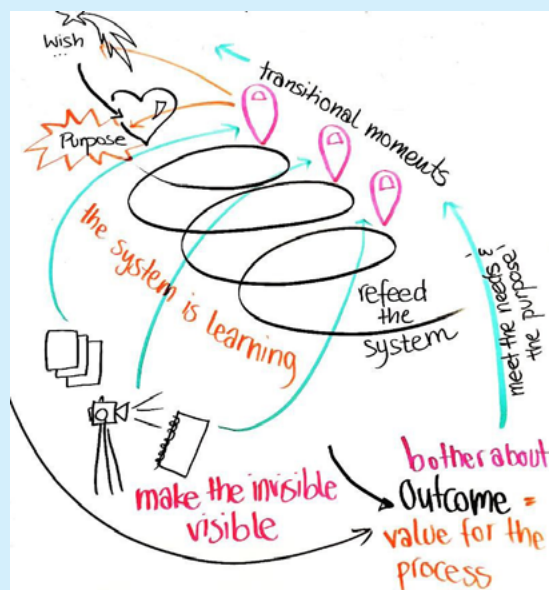 Wish
...
Purpose
transitional moments
the system is learning
refeed
the
system
meet the needs &
the purpose
make the invisible
visible
bother about
Outcome =
value for the
process